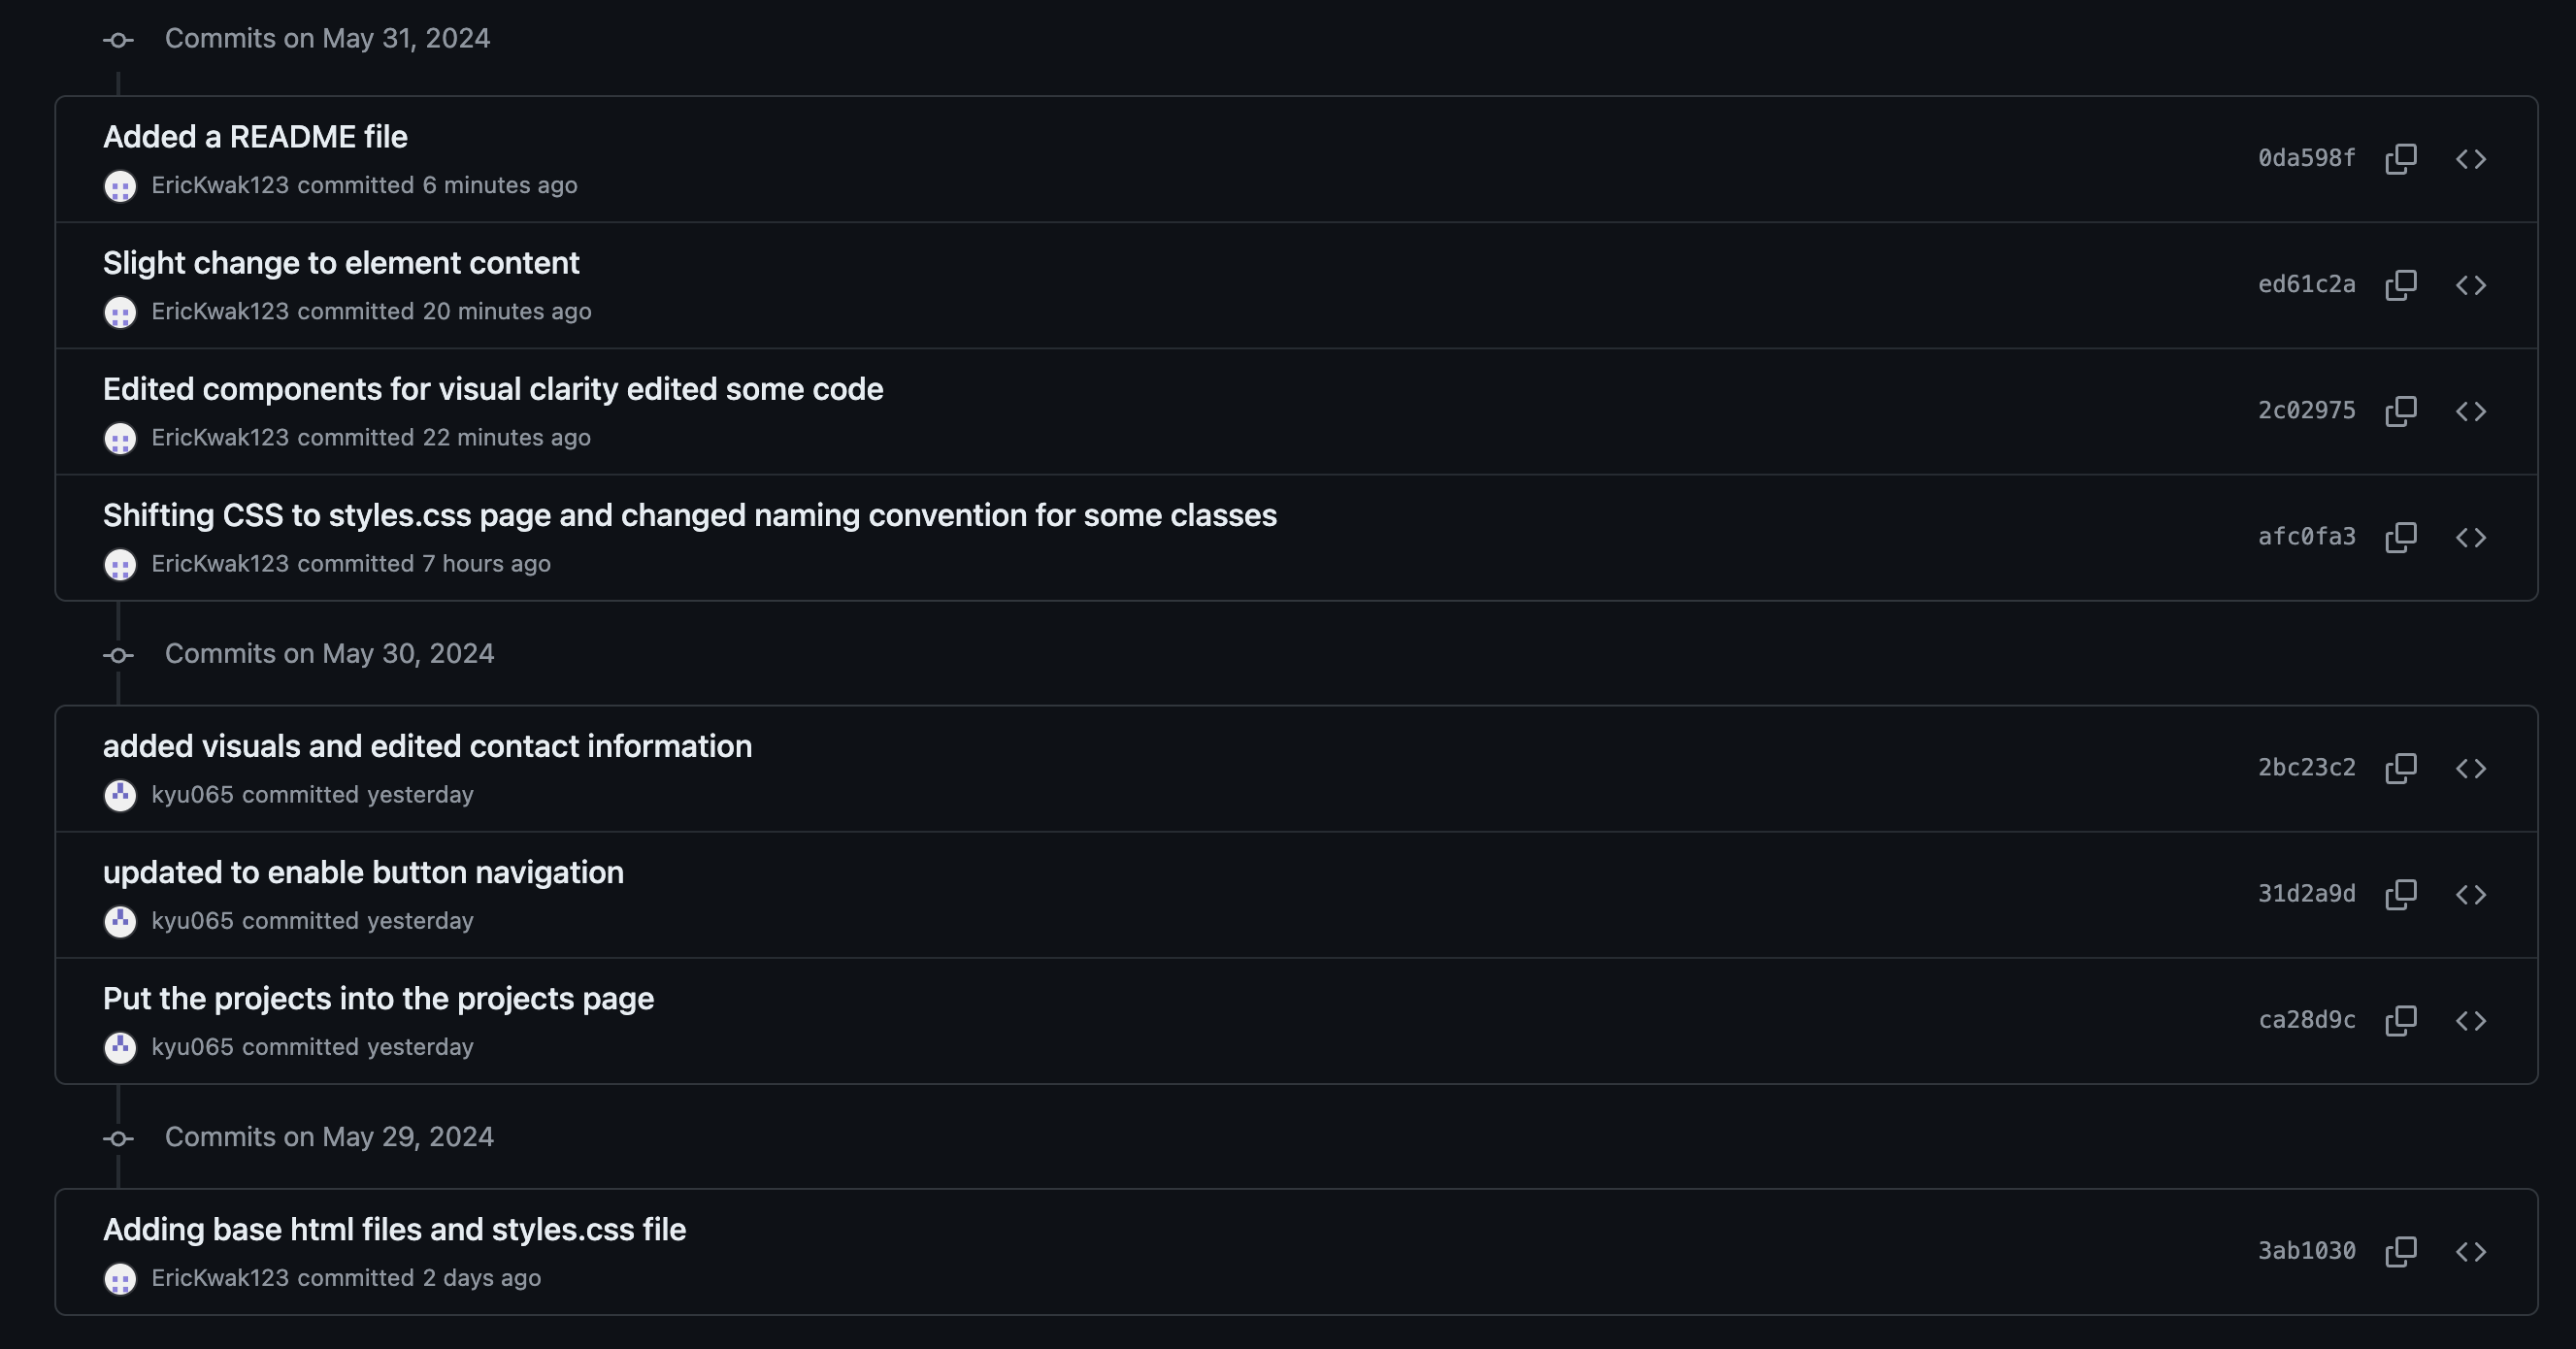 Commits on May 31, 2024
Added a README file
EricKwak123 committed 6 minutes ago
0da598f
Slight change to element content
EricKwak123 committed 20 minutes ago
ed61c2a
Edited components for visual clarity edited some code
EricKwak123 committed 22 minutes ago
2c02975
Shifting CSS to styles.css page and changed naming convention for some classes
EricKwak123 committed 7 hours ago
afc0fa3
Commits on May 30, 2024
added visuals and edited contact information
kyu065 committed yesterday
2bc23c2
updated to enable button navigation
kyu065 committed yesterday
31d2a9d
Put the projects into the projects page
kyu065 committed yesterday
ca28d9c
Commits on May 29, 2024
Adding base html files and styles.css file
EricKwak123 committed 2 days ago
3ab1030